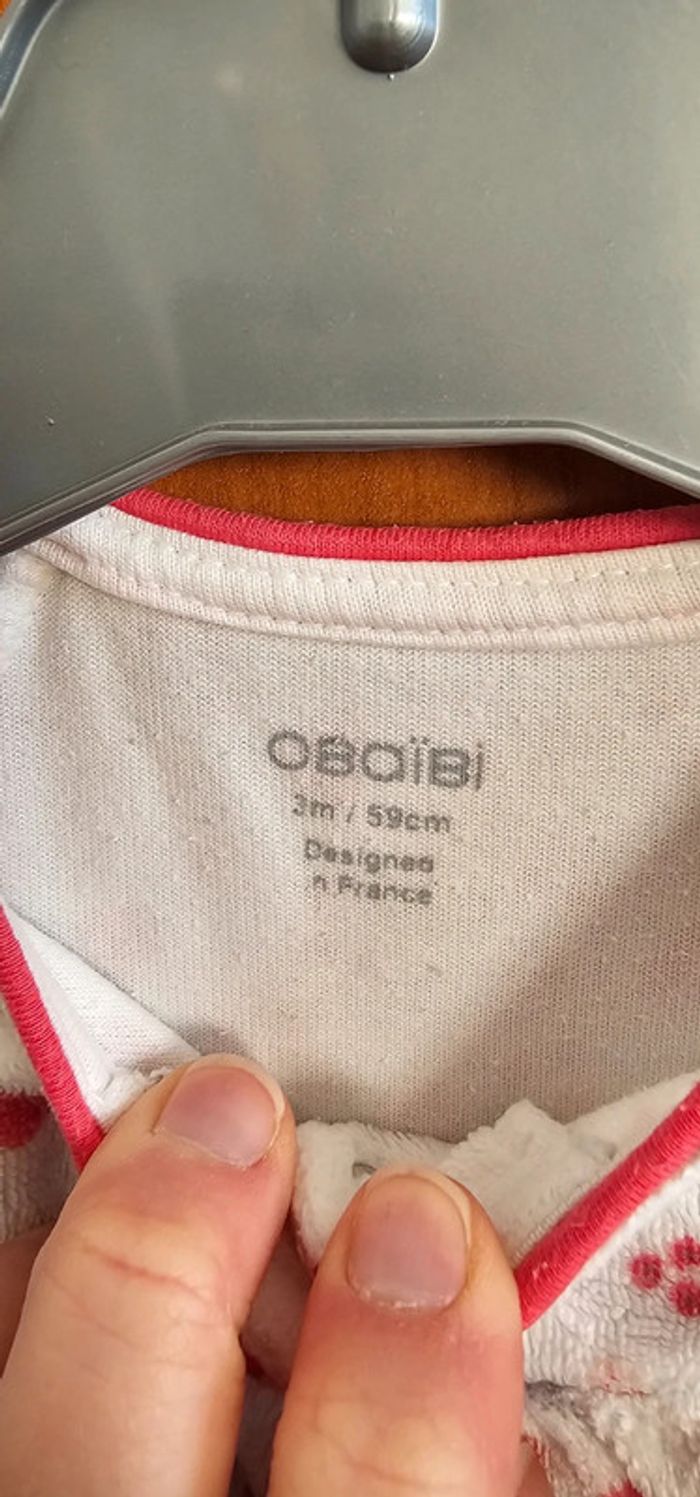 OBaïBi
3m / 59cm
Designed
n France